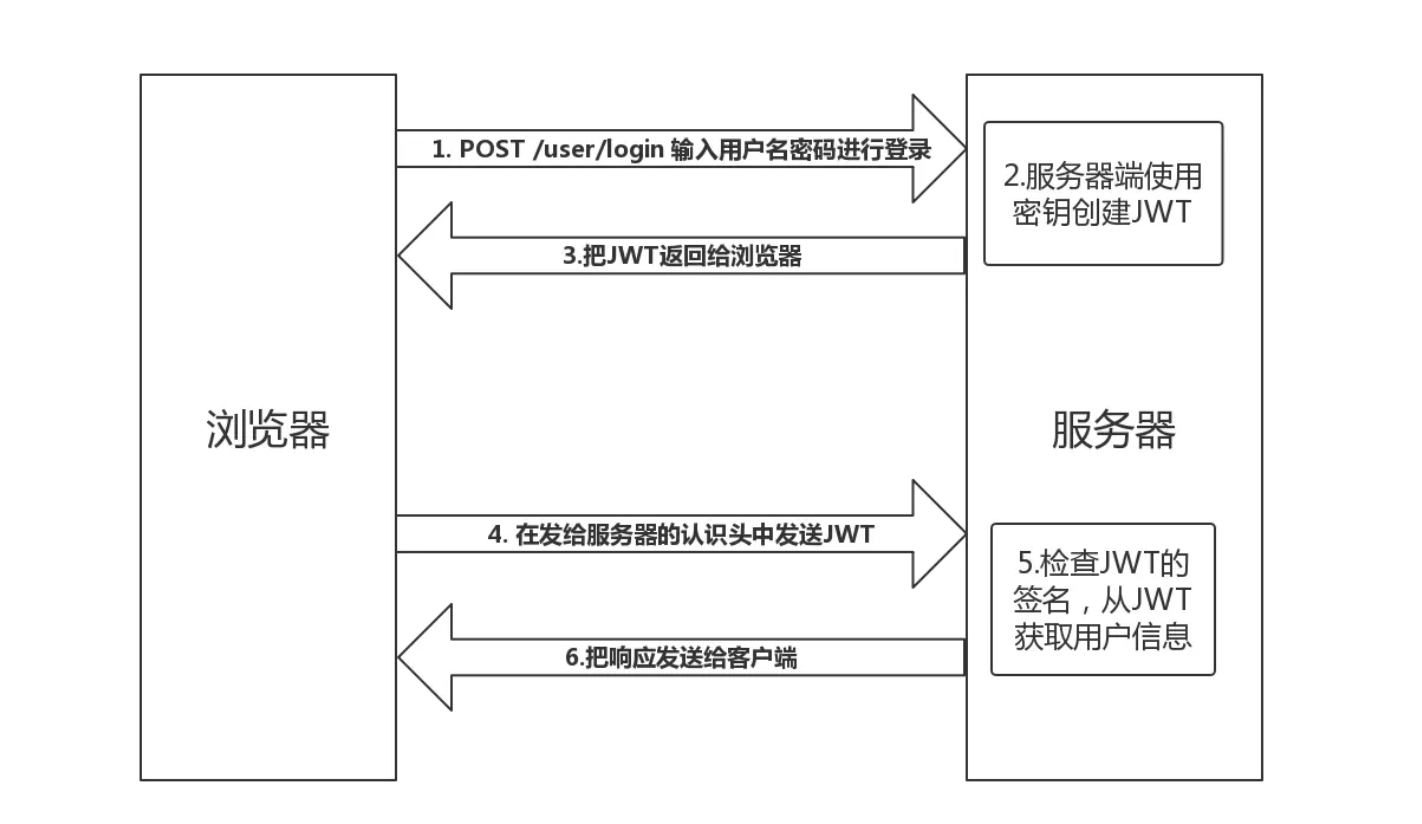 1. POST /user/login 输入用户名密码进行登录
2.服务器端使用
密钥创建JWT
3.把JWT返回给浏览器
浏览器
服务器
4. 在发给服务器的认识头中发送JWT
5.检查JWT的
签名，从JWT
获取用户信息
6.把响应发送给客户端